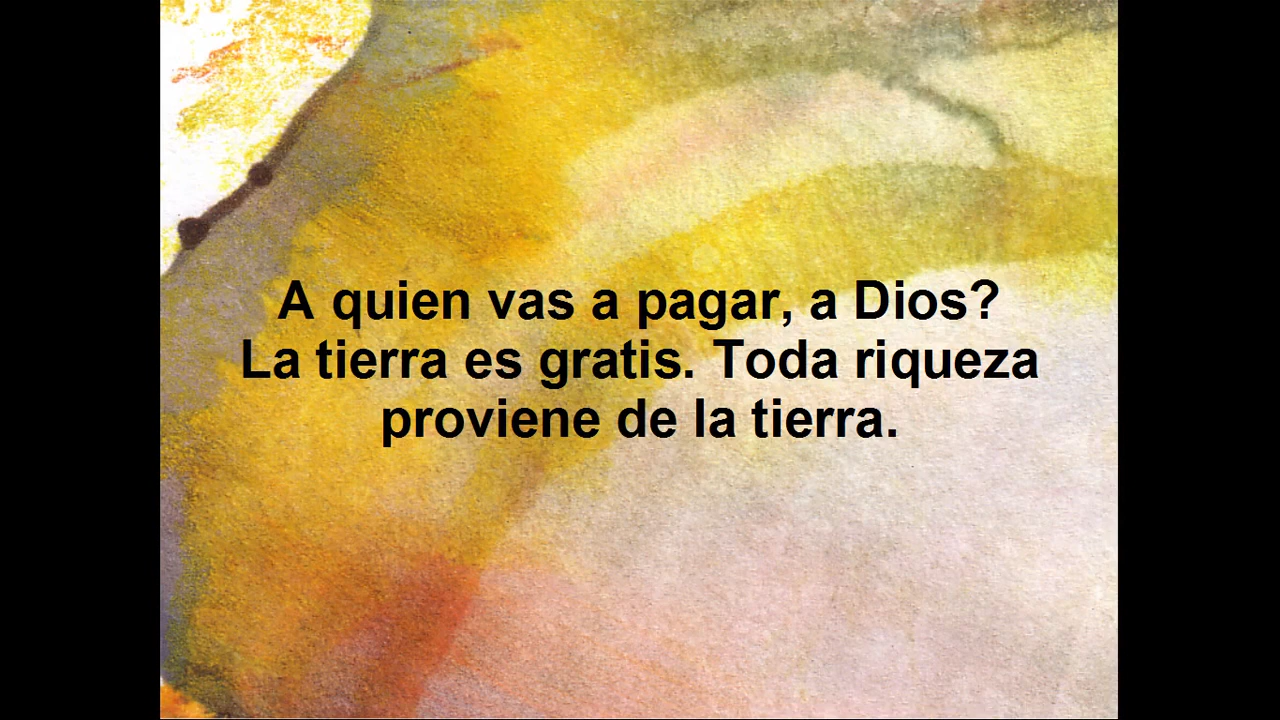 A quien vas a pagar, a Dios?
La tierra es gratis. Toda riqueza
proviene de la tierra.